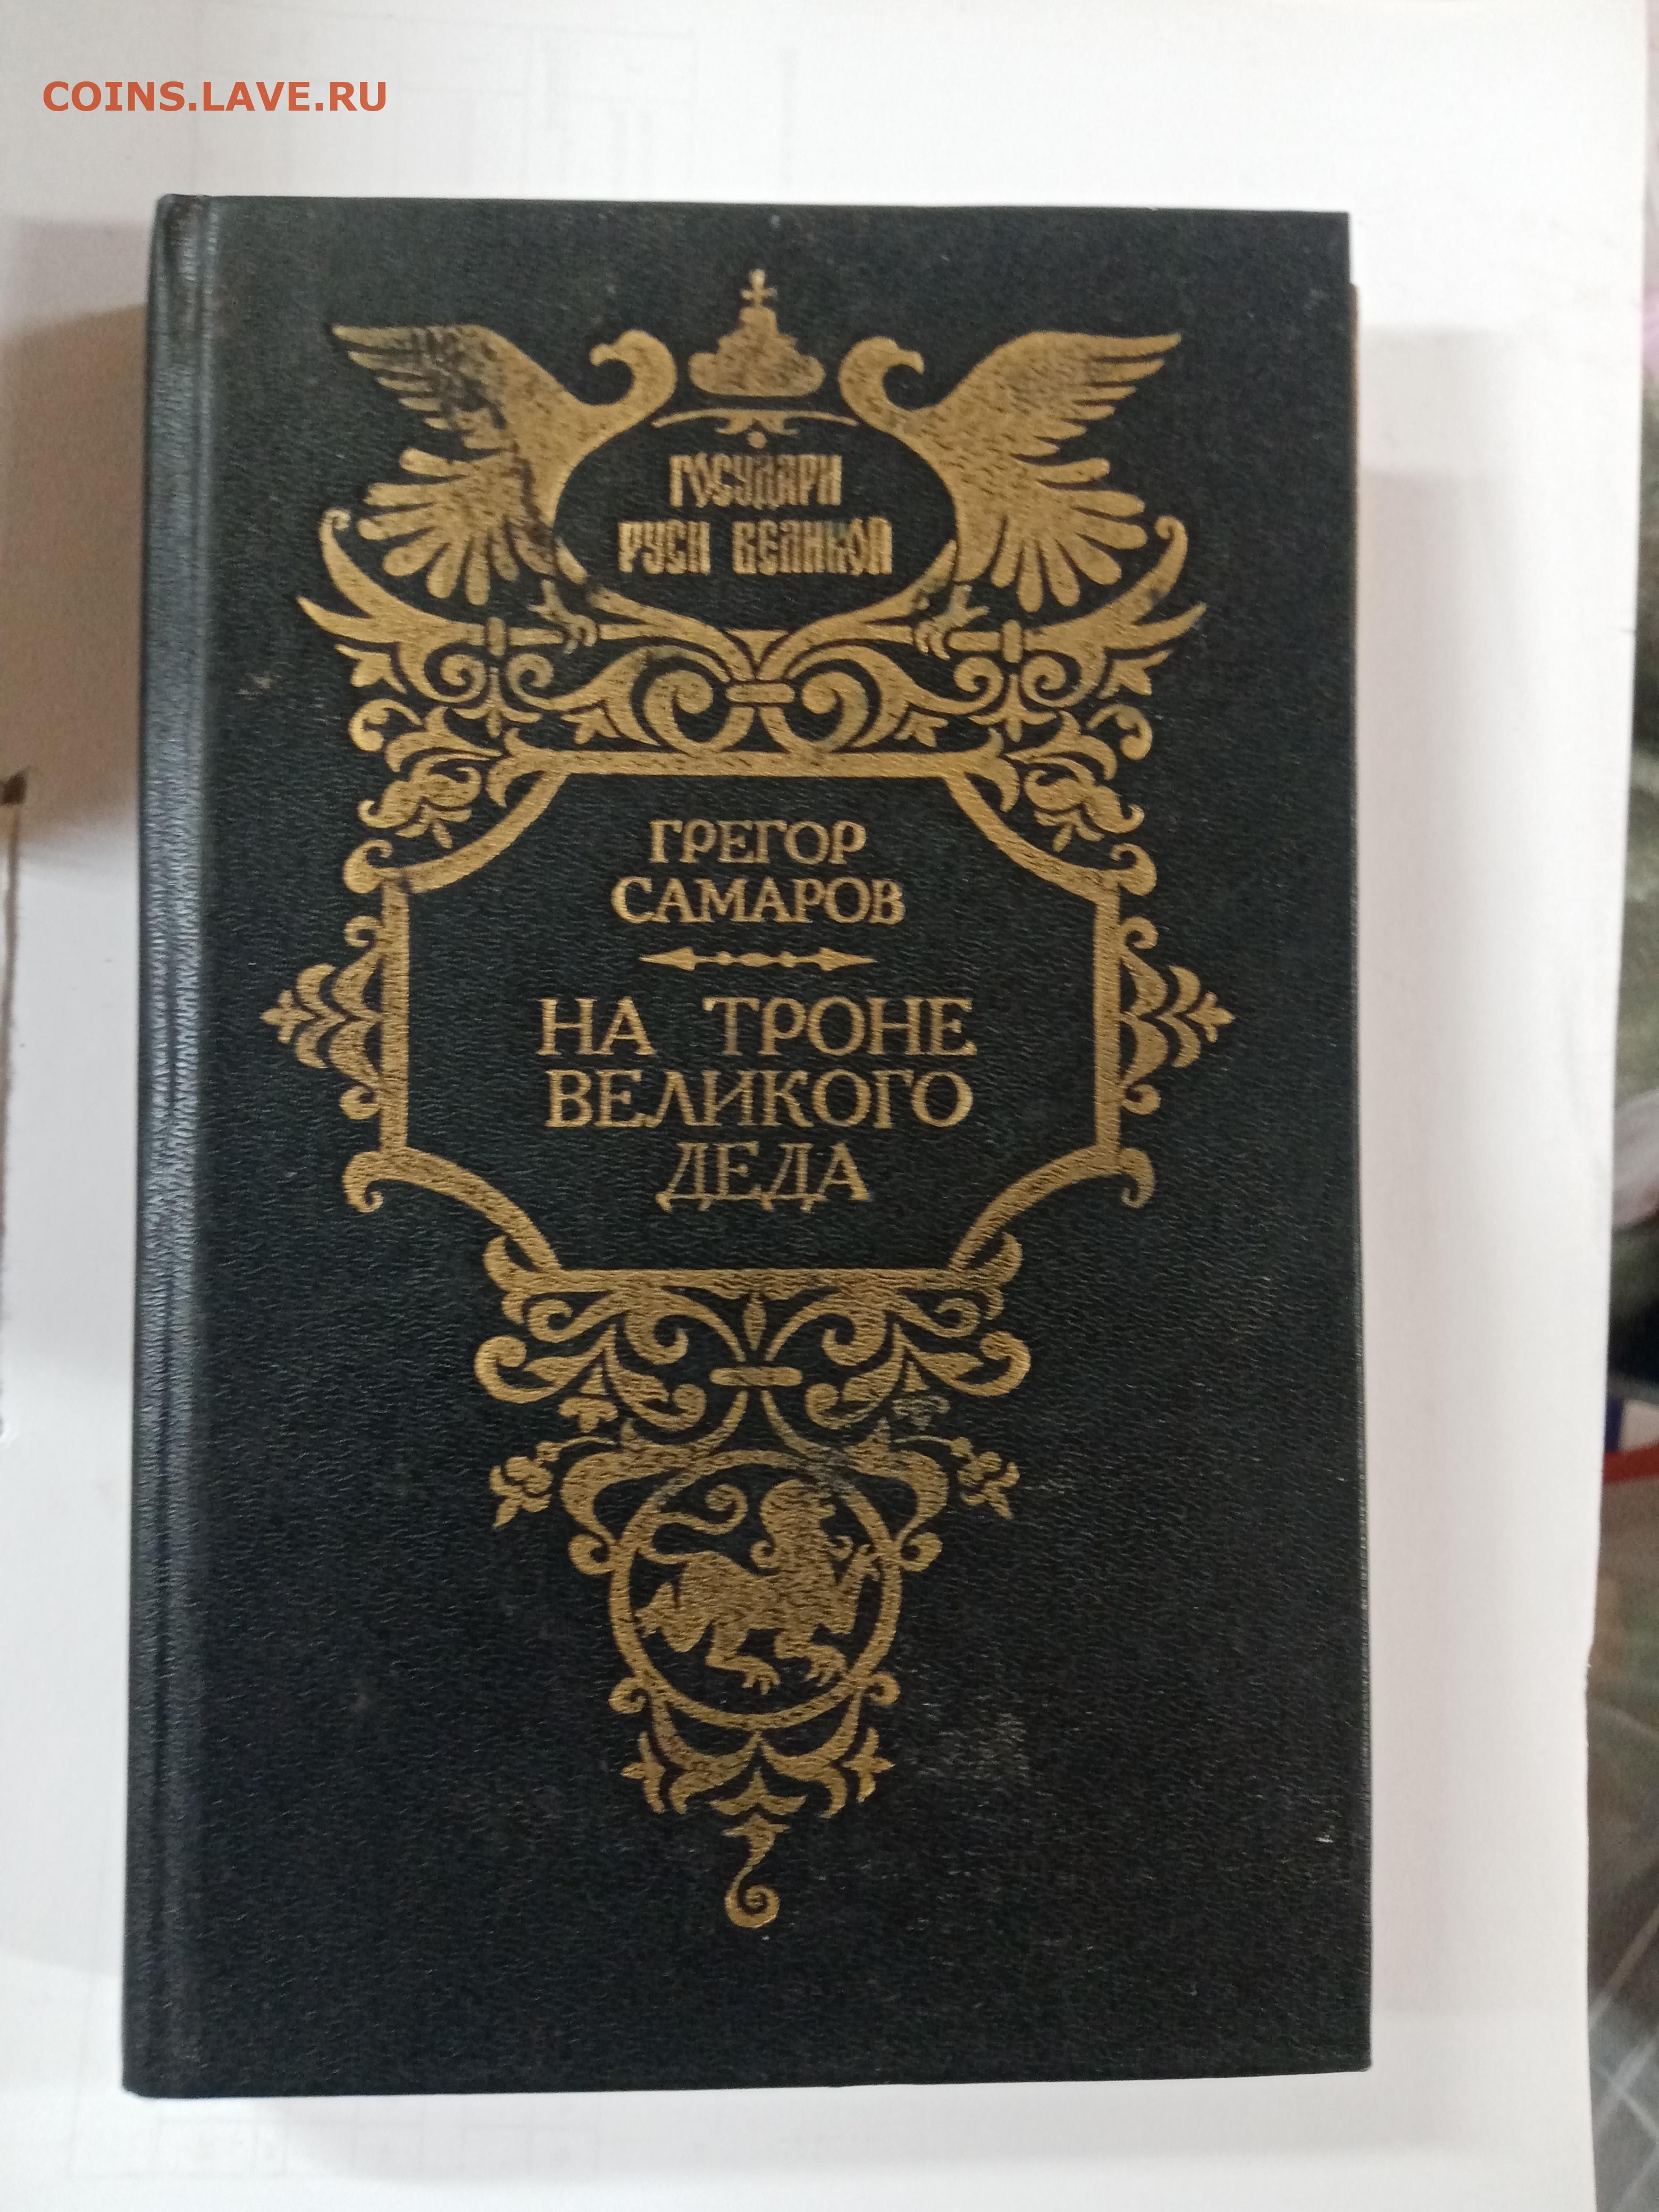 COINS.LAVE.RU
ГОСУДАРИ
РУСИ ВЕЛИКОЙ
ГРЕГОР
САМАРОВ
НА ТРОНЕ
ВЕЛИКОГО
ДЕДА